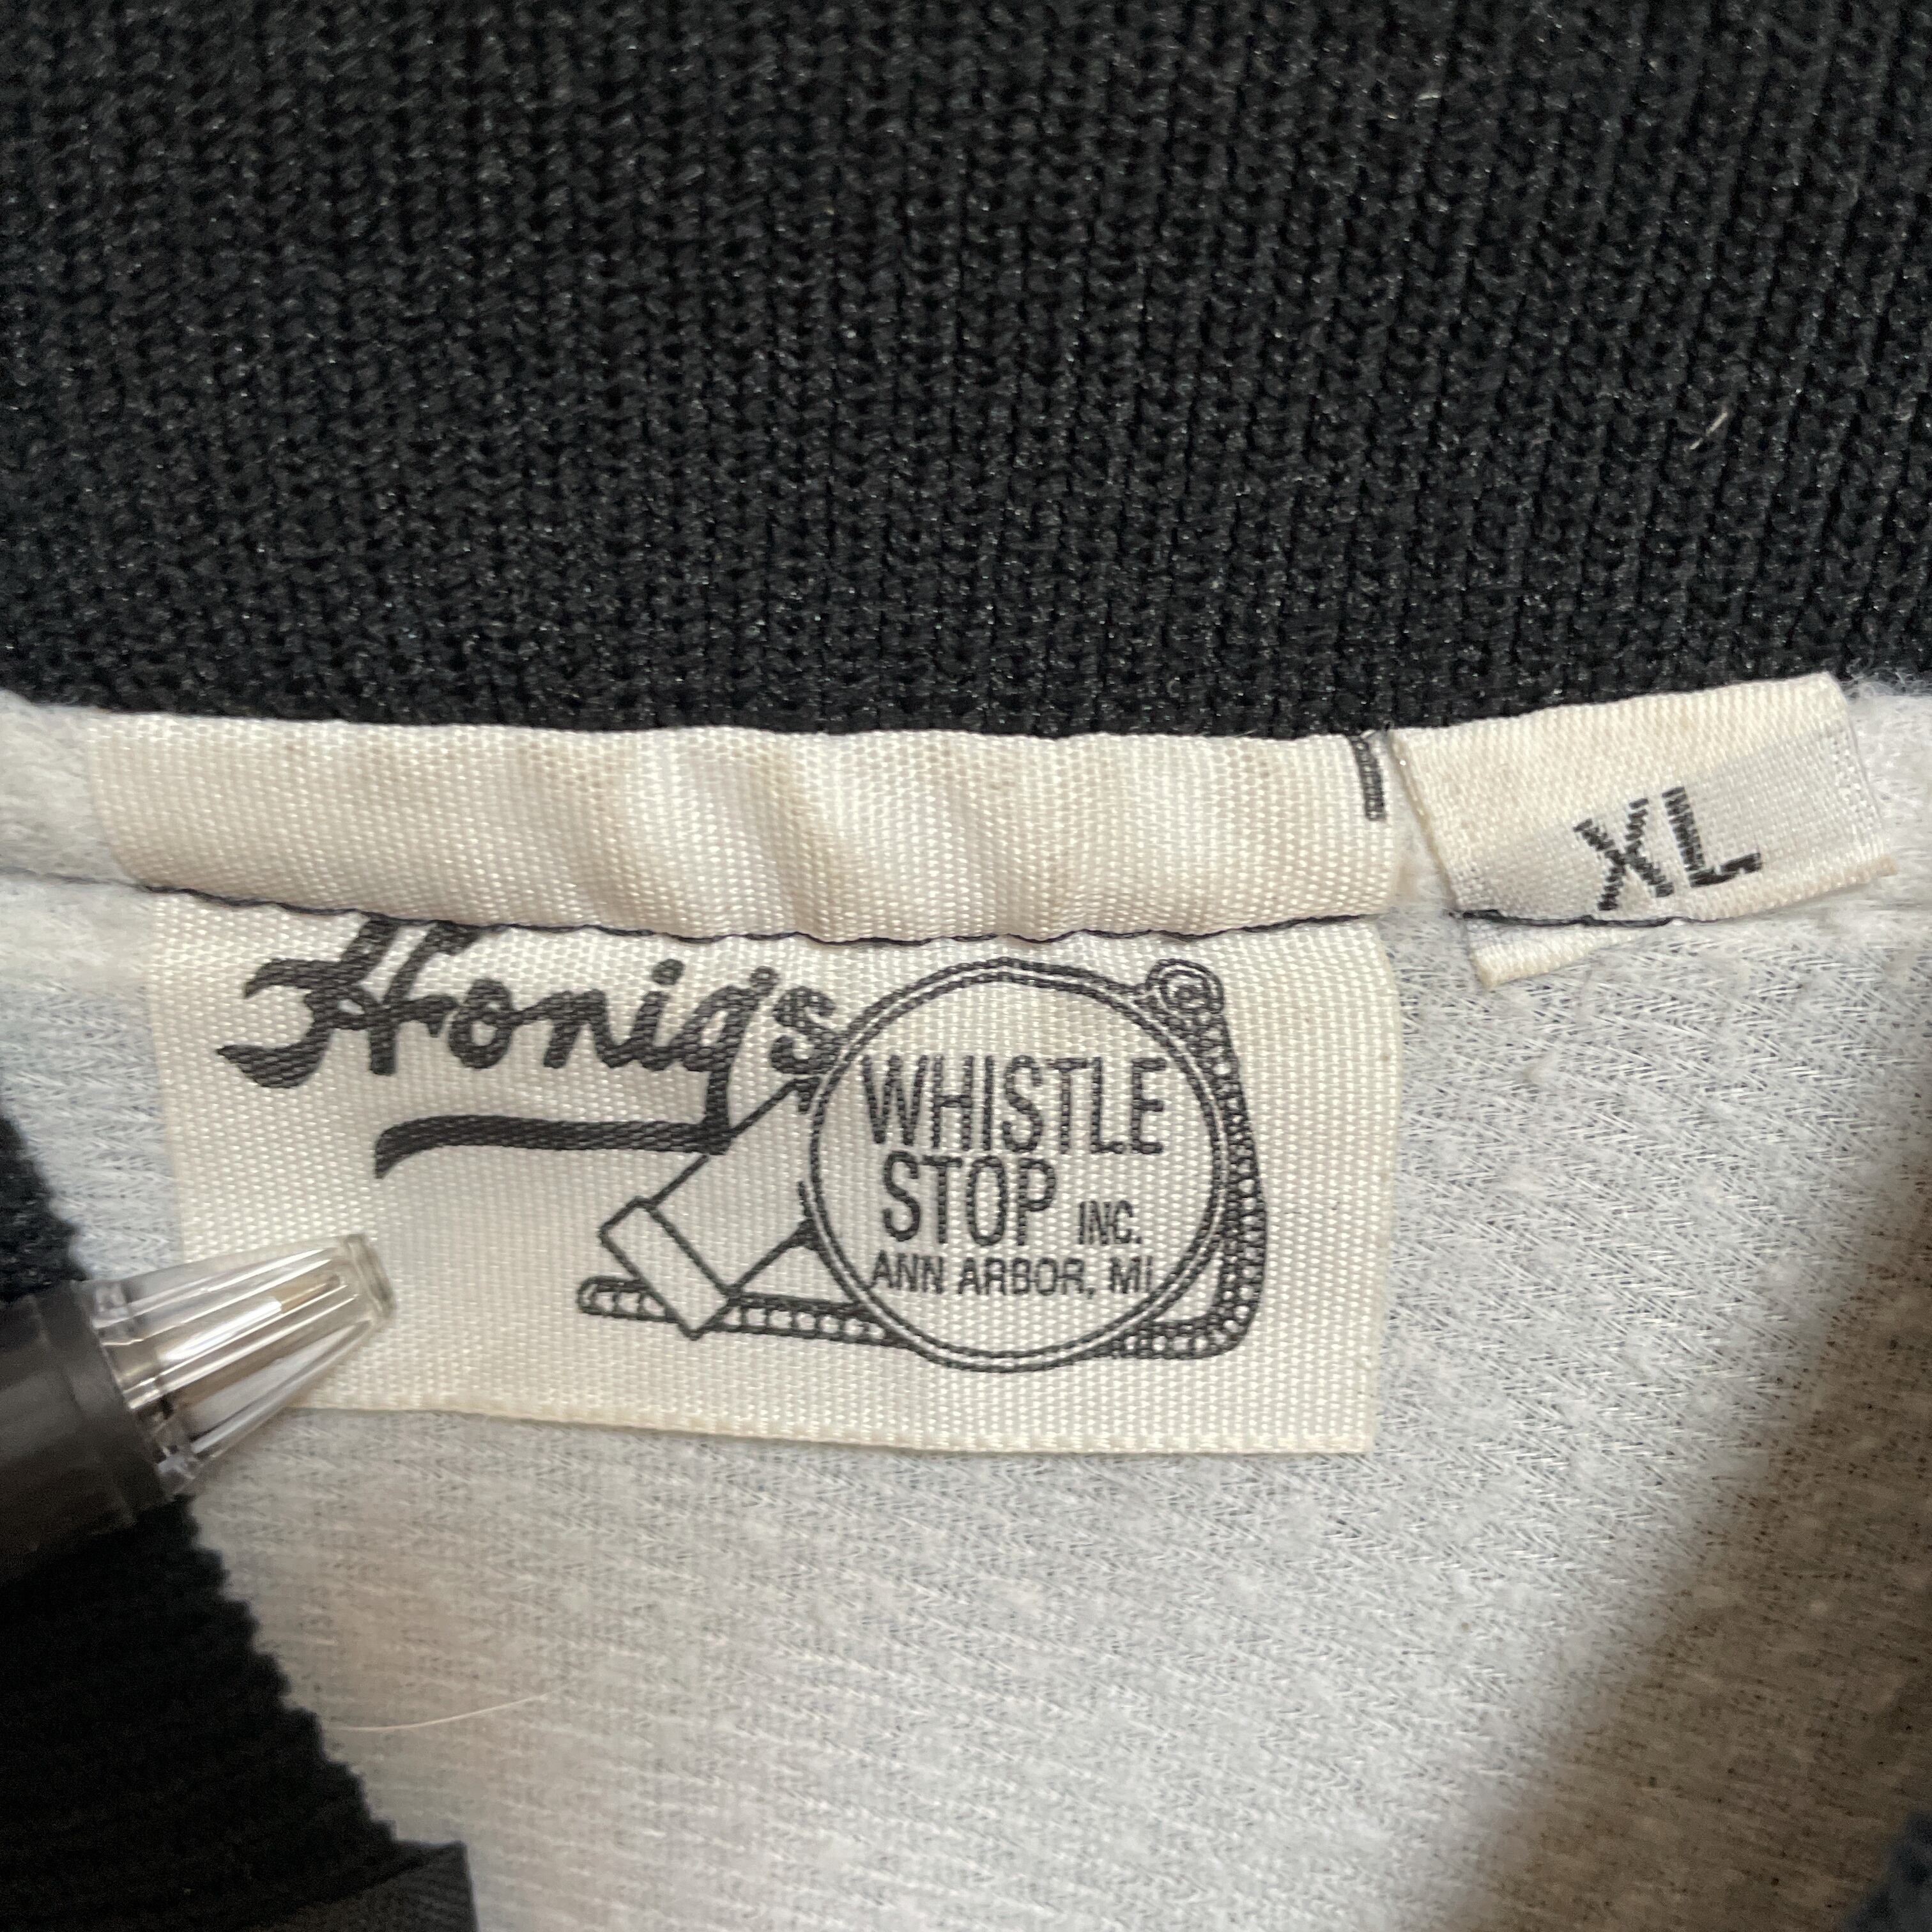 XL
Honig's
WHISTLE
STOP INC.
ANN ARBOR, MI